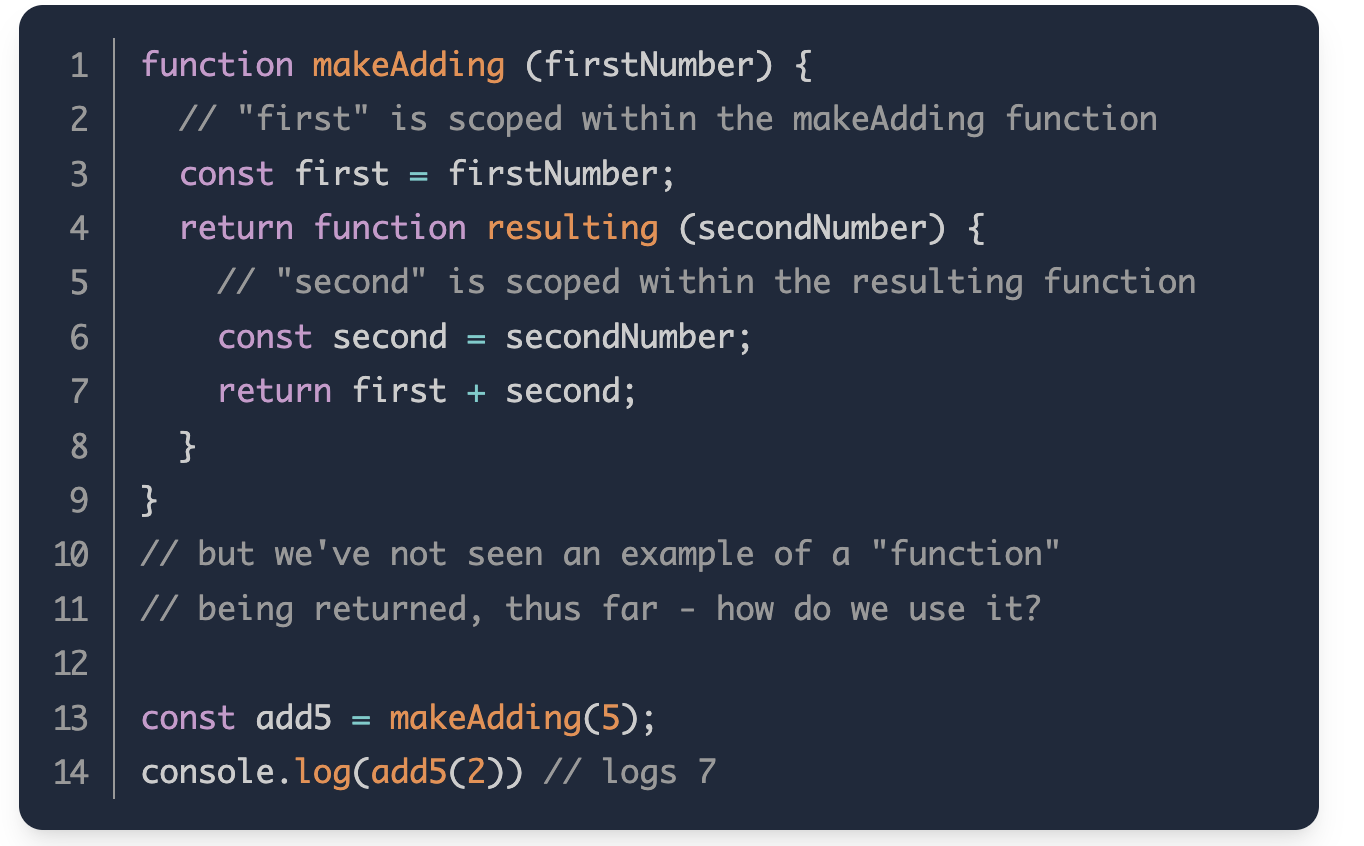 1 function makeAdding (firstNumber) {
2   // "first" is scoped within the makeAdding function
3   const first = firstNumber;
4   return function resulting (secondNumber) {
5     // "second" is scoped within the resulting function
6     const second = secondNumber;
7     return first + second;
8   }
9 }
10 // but we've not seen an example of a "function"
11 // being returned, thus far - how do we use it?
12
13 const add5 = makeAdding(5);
14 console.log(add5(2)) // logs 7